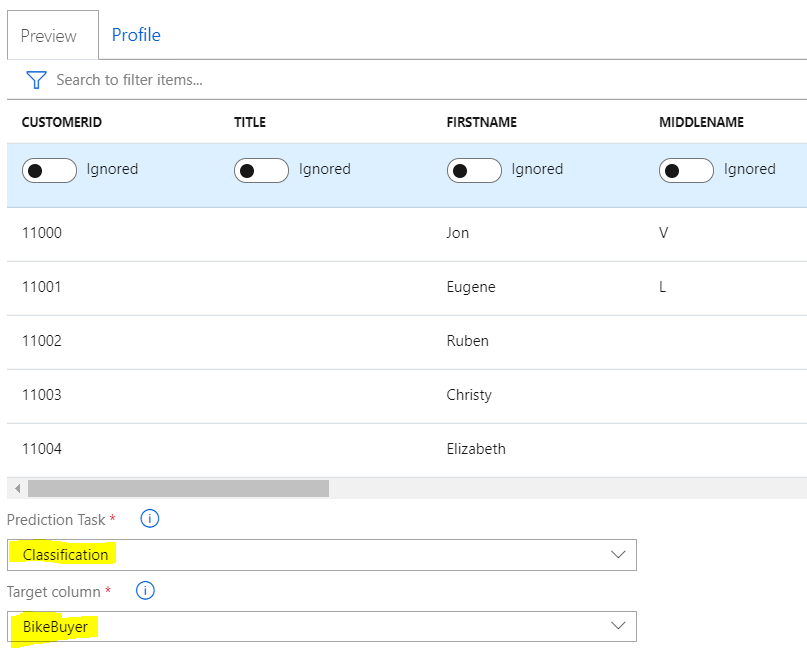 Preview Profile
Search to filter items...
CUSTOMERID TITLE FIRSTNAME MIDDLENAME
Ignored Ignored Ignored Ignored
11000 Jon V
11001 Eugene L
11002 Ruben
11003 Christy
11004 Elizabeth
Prediction Task * i
Classification
Target column * i
BikeBuyer